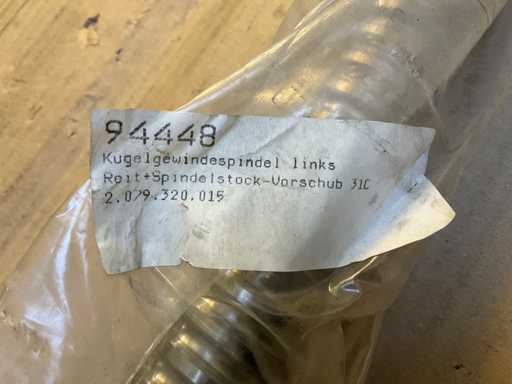 94448
Kugelgewindespindel links
Reit+Spindelstock-Vorschub 31C
2.079.320.015